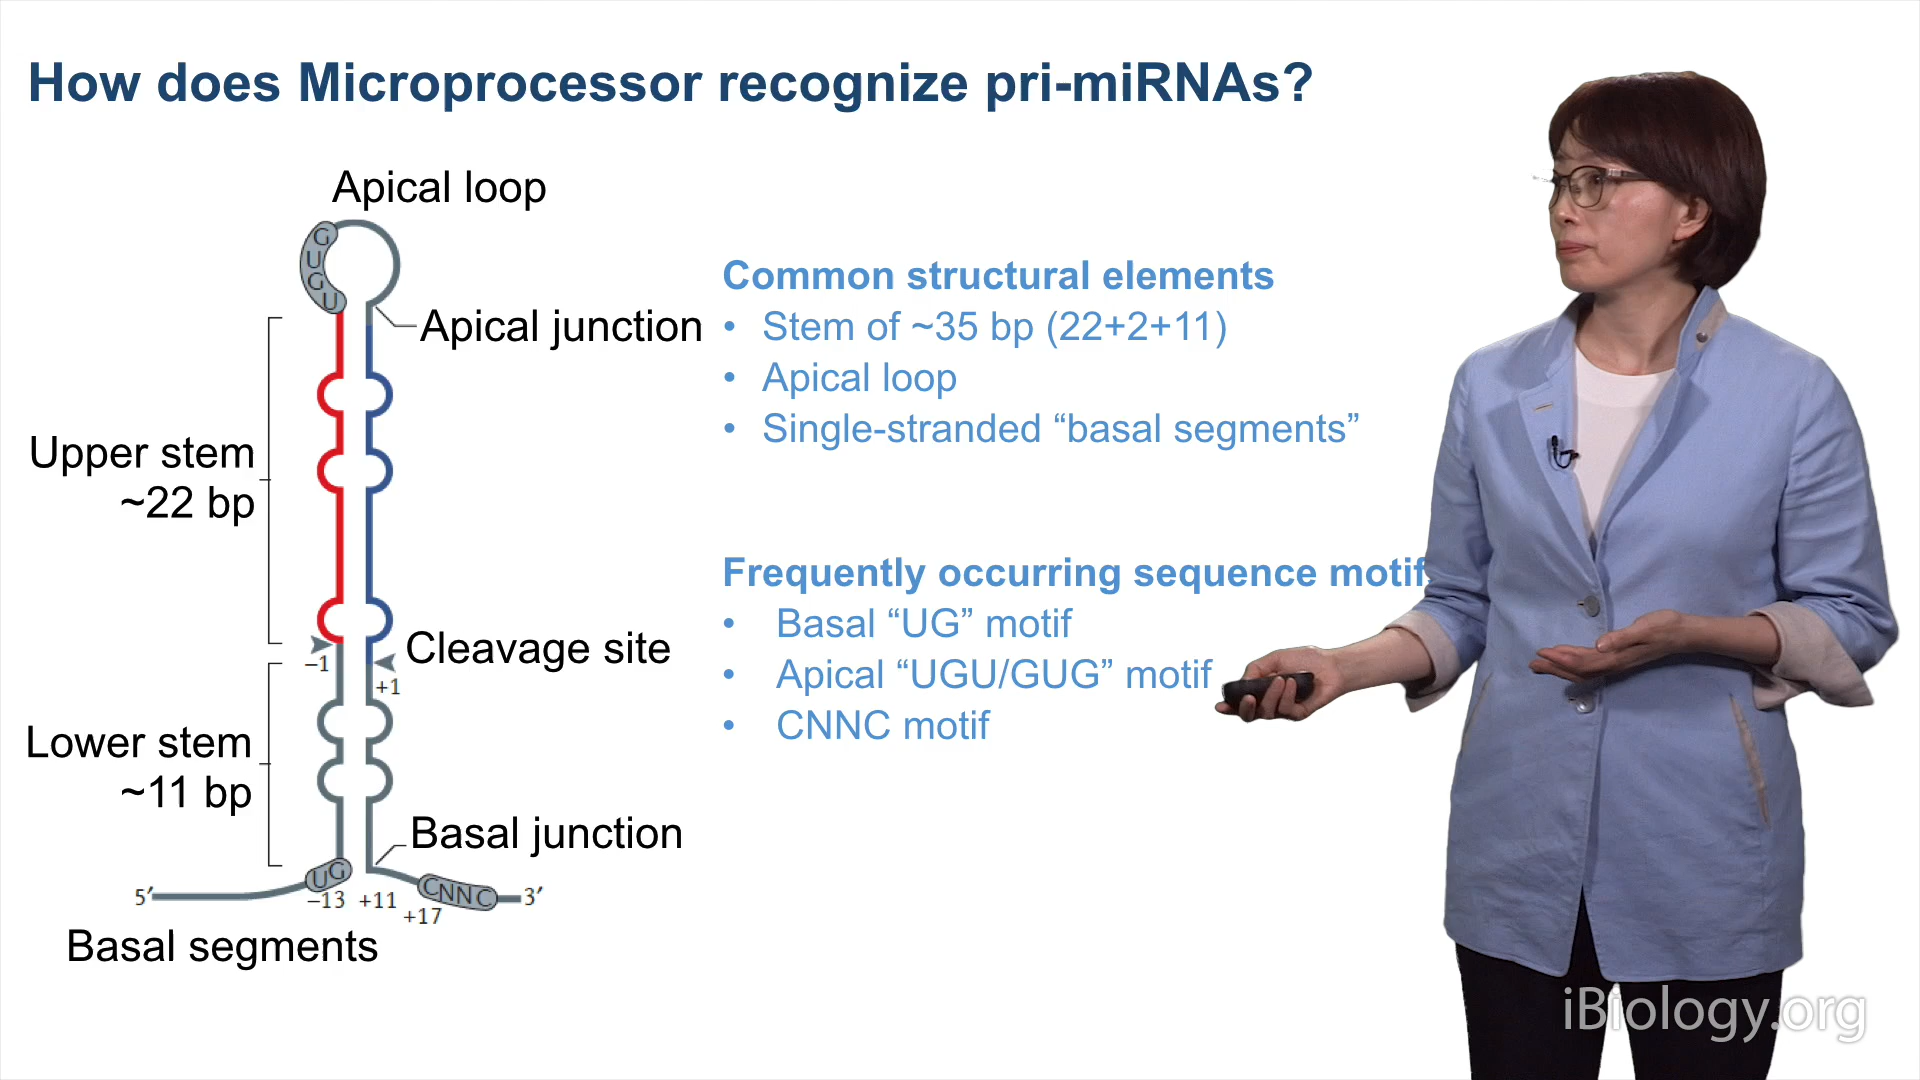 How does Microprocessor recognize pri-miRNAs?
Apical loop
G
U
G
U
Apical junction
Upper stem
~22 bp
Cleavage site
–1
+1
Lower stem
~11 bp
Basal junction
UG
CNNC
5′
–13
+11
+17
3′
Basal segments
Common structural elements
• Stem of ~35 bp (22+2+11)
• Apical loop
• Single-stranded “basal segments”
Frequently occurring sequence motif
• Basal “UG” motif
• Apical “UGU/GUG” motif
• CNNC motif
iBiology.org